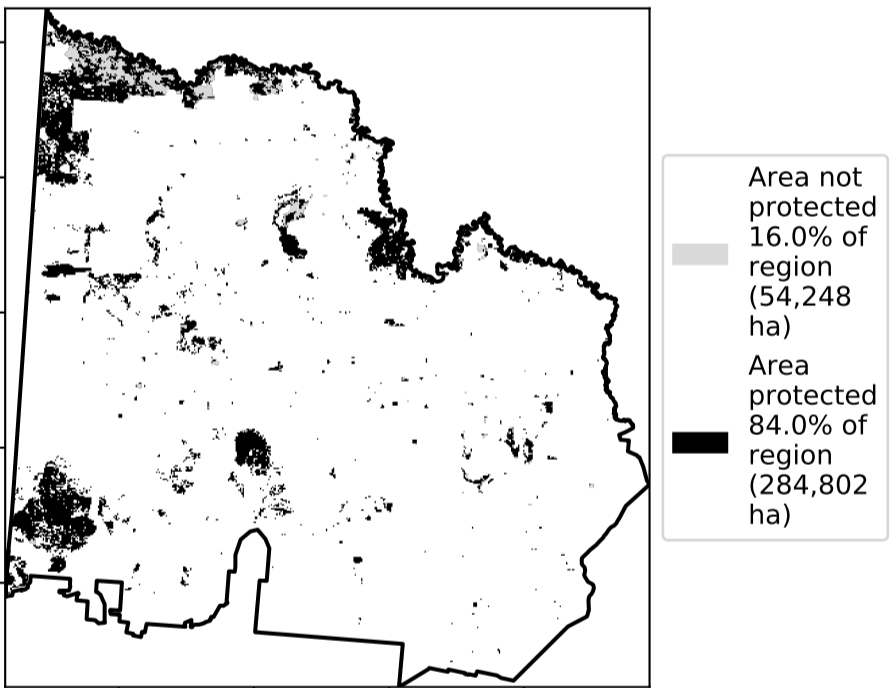 Area not
protected
16.0% of
region
(54,248
ha)
Area
protected
84.0% of
region
(284,802
ha)